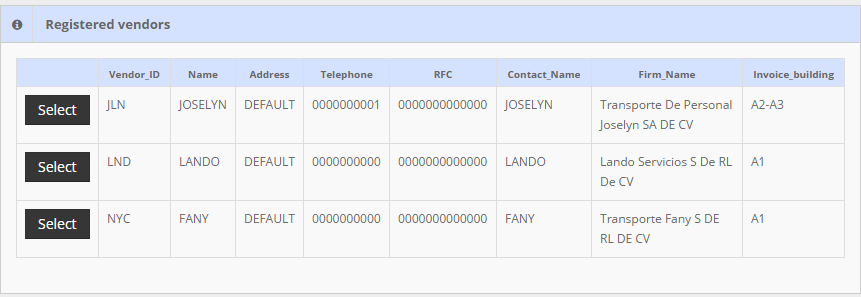 Registered vendors
Vendor_ID Name Address Telephone RFC Contact_Name Firm_Name Invoice_building
Select JLN JOSELYN DEFAULT 0000000001 0000000000000 JOSELYN Transporte De Personal A2-A3
Joselyn SA DE CV
Select LND LANDO DEFAULT 0000000000 0000000000000 LANDO Lando Servicios S De RL A1
De CV
Select NYC FANY DEFAULT 0000000000 0000000000000 FANY Transporte Fany S DE A1
RL DE CV